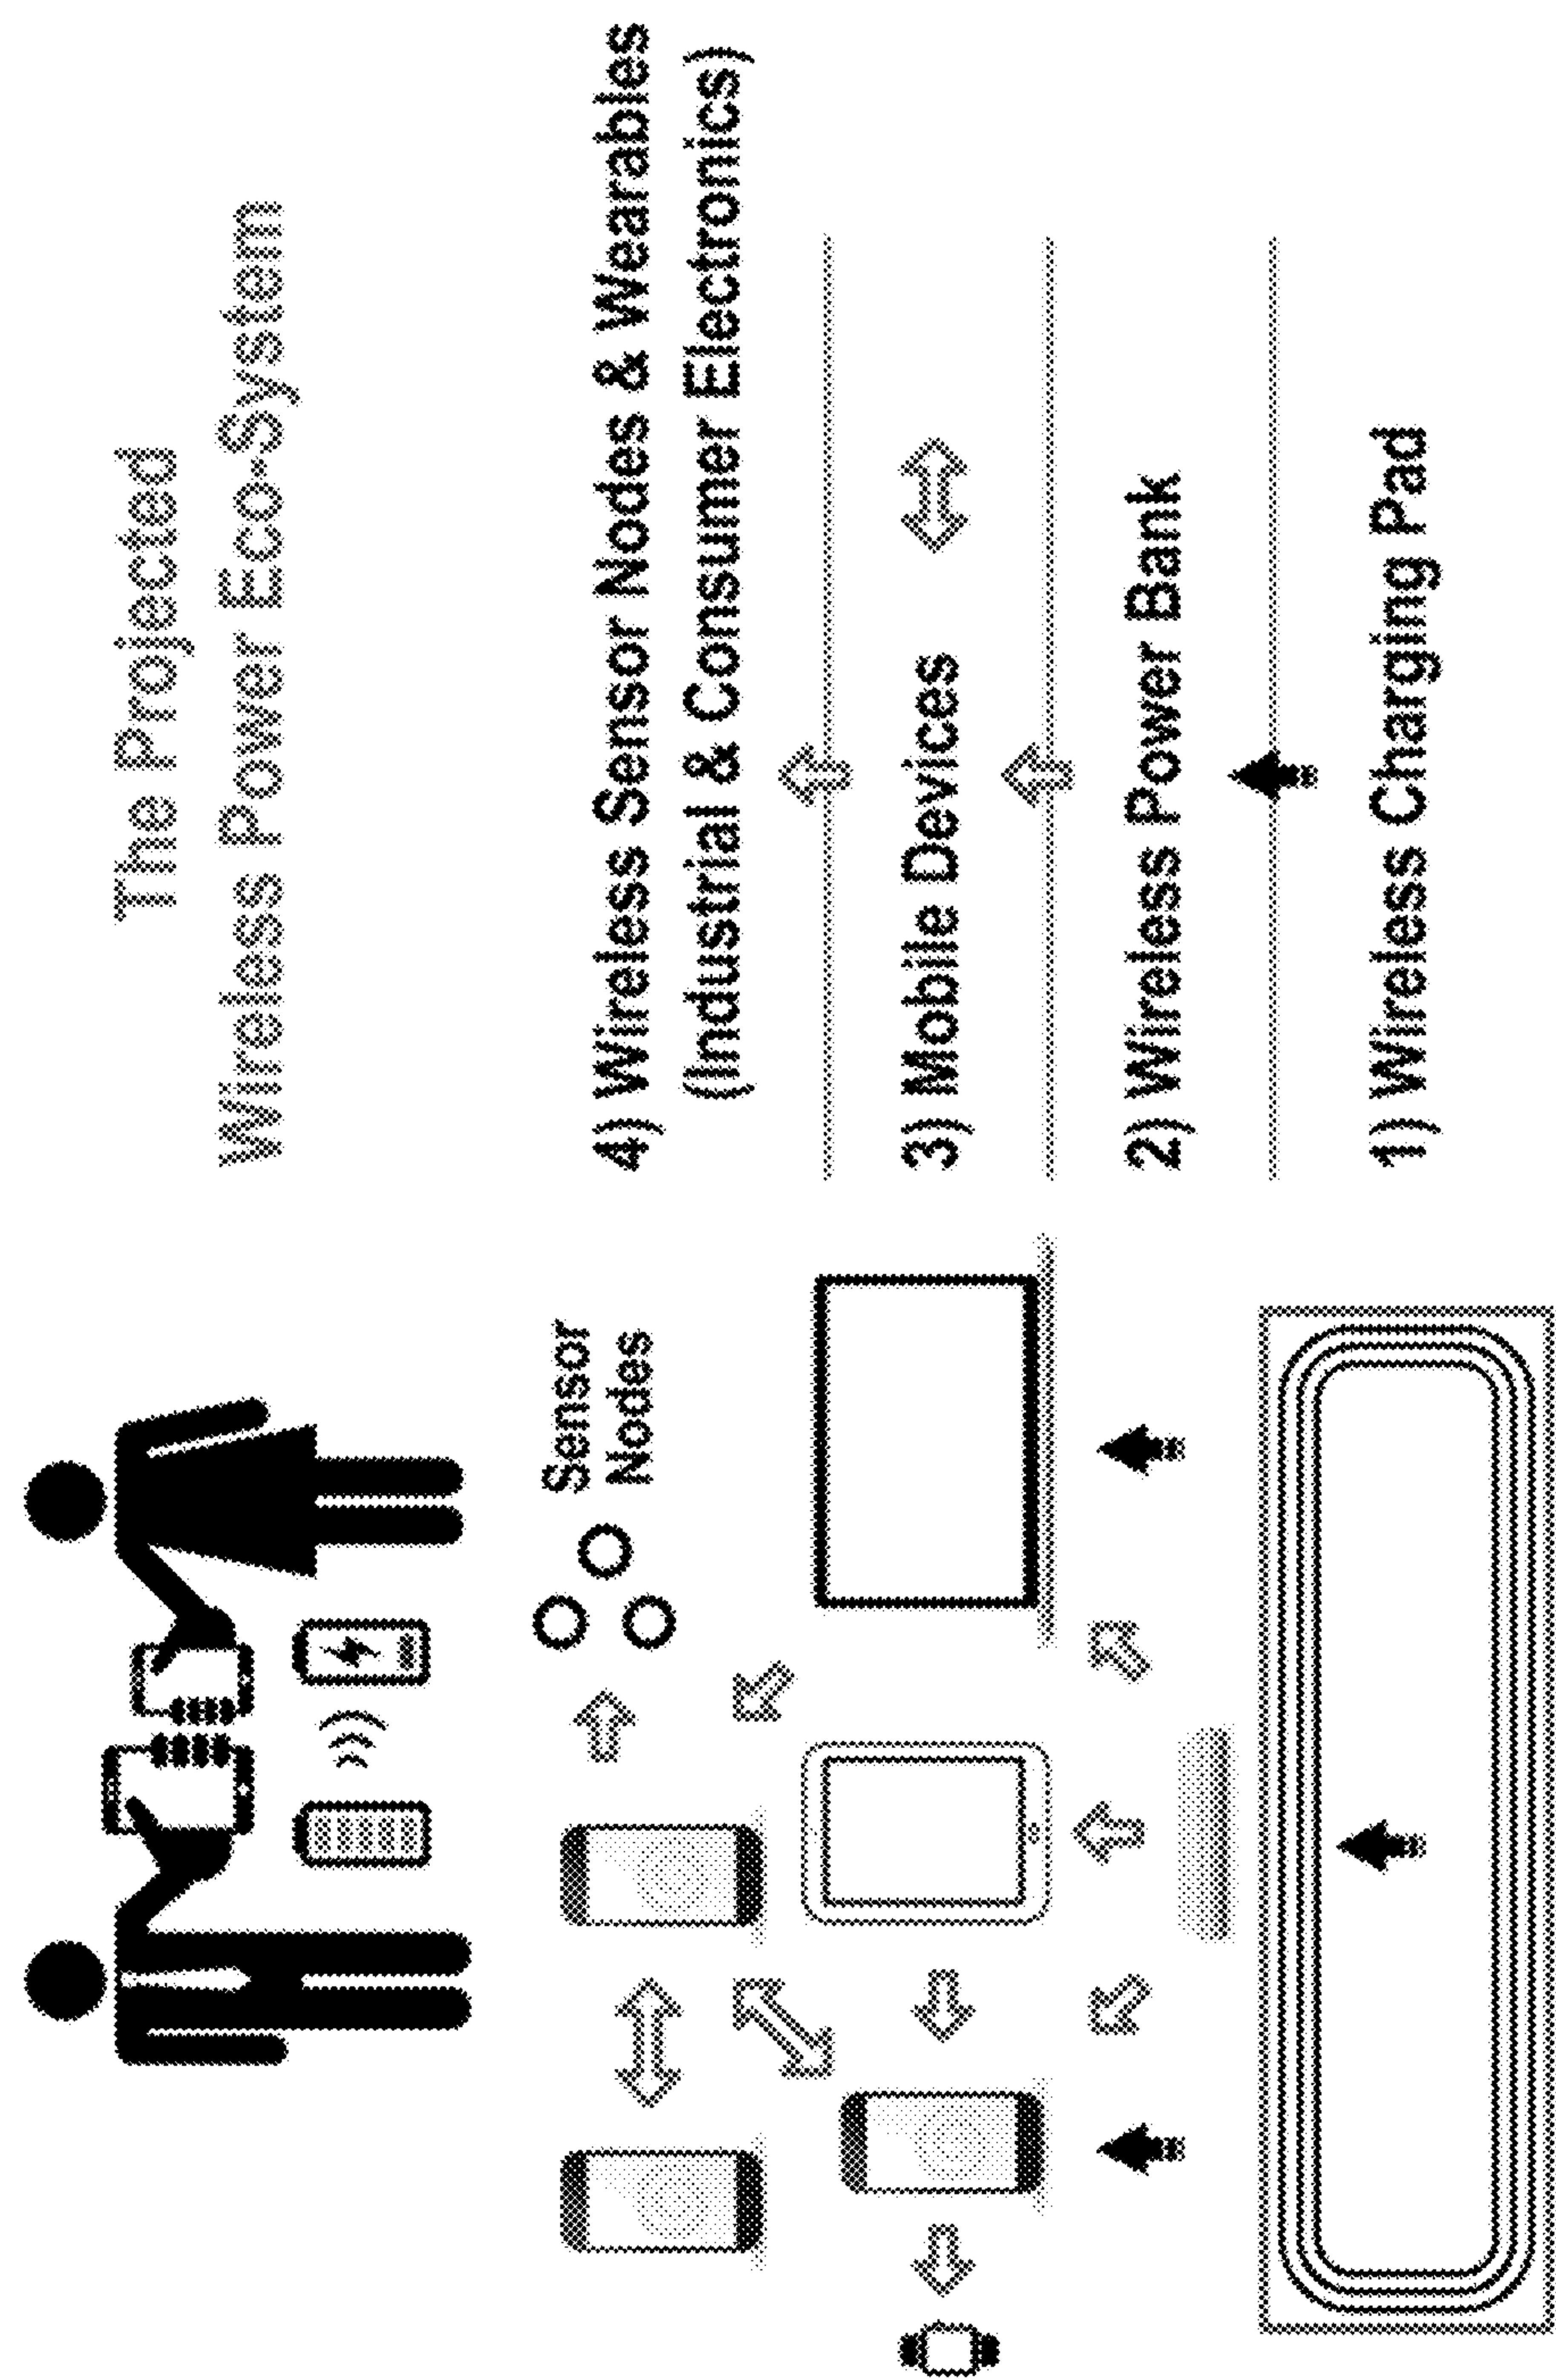 The Projected
Wireless Power Eco-System
Sensor
Nodes
4) Wireless Sensor Nodes & Wearables
(Industrial & Consumer Electronics)
3) Mobile Devices
2) Wireless Power Bank
1) Wireless Charging Pad